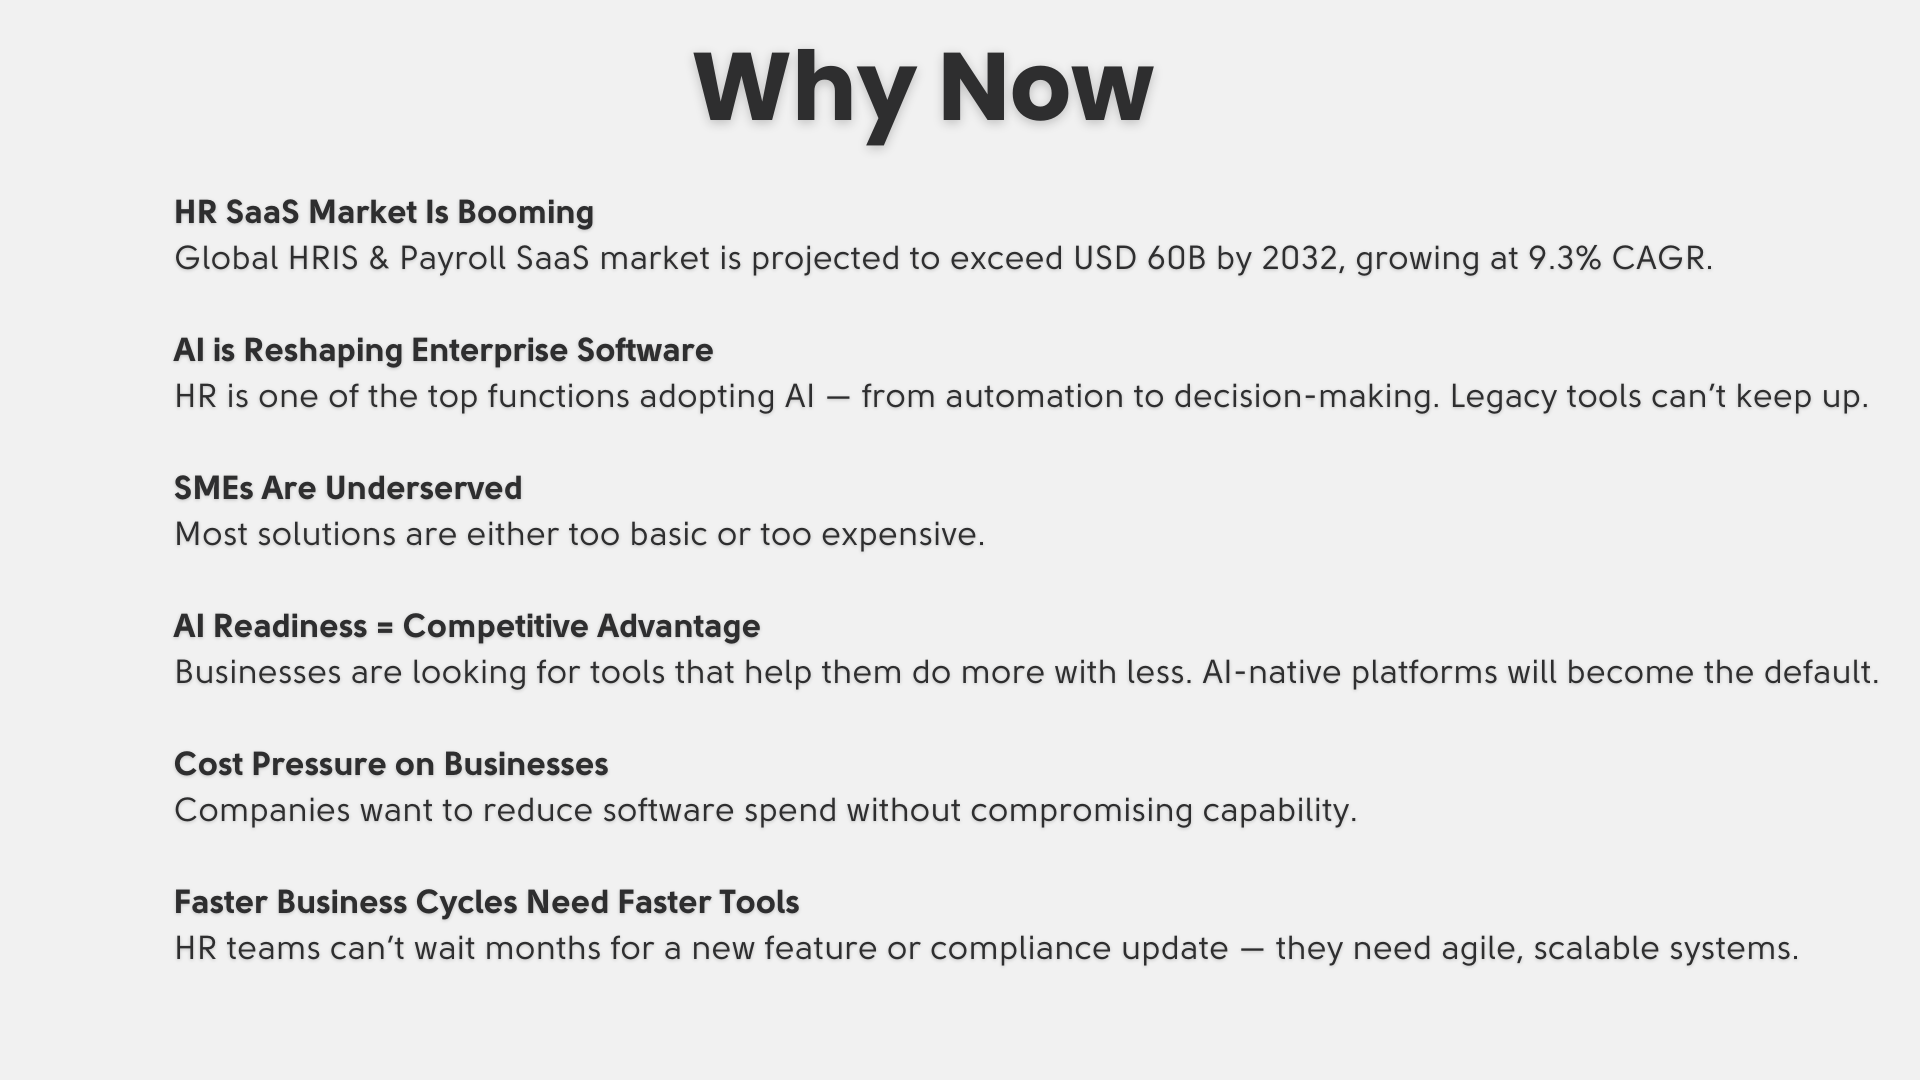 Why Now
HR SaaS Market Is Booming
Global HRIS & Payroll SaaS market is projected to exceed USD 60B by 2032, growing at 9.3% CAGR.
AI is Reshaping Enterprise Software
HR is one of the top functions adopting AI — from automation to decision-making. Legacy tools can’t keep up.
SMEs Are Underserved
Most solutions are either too basic or too expensive.
AI Readiness = Competitive Advantage
Businesses are looking for tools that help them do more with less. AI-native platforms will become the default.
Cost Pressure on Businesses
Companies want to reduce software spend without compromising capability.
Faster Business Cycles Need Faster Tools
HR teams can’t wait months for a new feature or compliance update — they need agile, scalable systems.